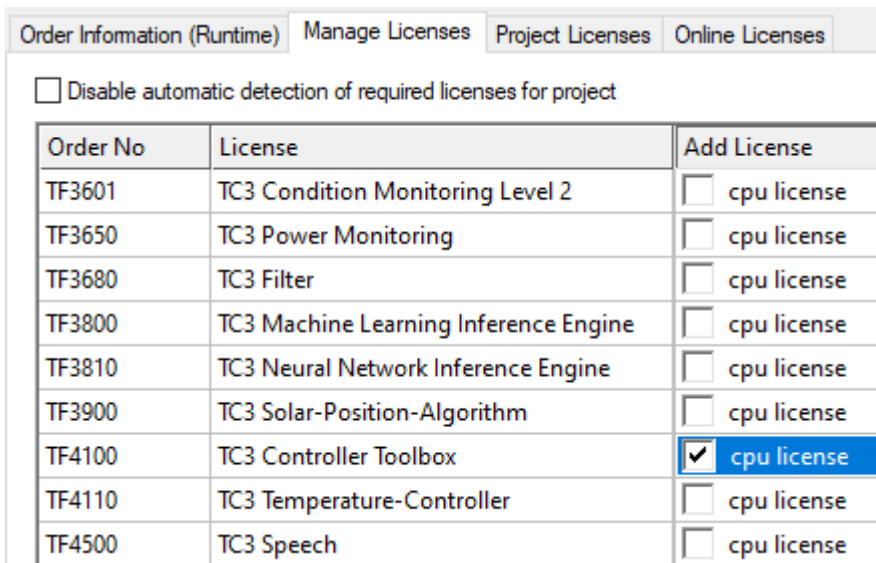 Order Information (Runtime) Manage Licenses Project Licenses Online Licenses
Disable automatic detection of required licenses for project
Order No License Add License
TF3601 TC3 Condition Monitoring Level 2 cpu license
TF3650 TC3 Power Monitoring cpu license
TF3680 TC3 Filter cpu license
TF3800 TC3 Machine Learning Inference Engine cpu license
TF3810 TC3 Neural Network Inference Engine cpu license
TF3900 TC3 Solar-Position-Algorithm cpu license
TF4100 TC3 Controller Toolbox cpu license
TF4110 TC3 Temperature-Controller cpu license
TF4500 TC3 Speech cpu license